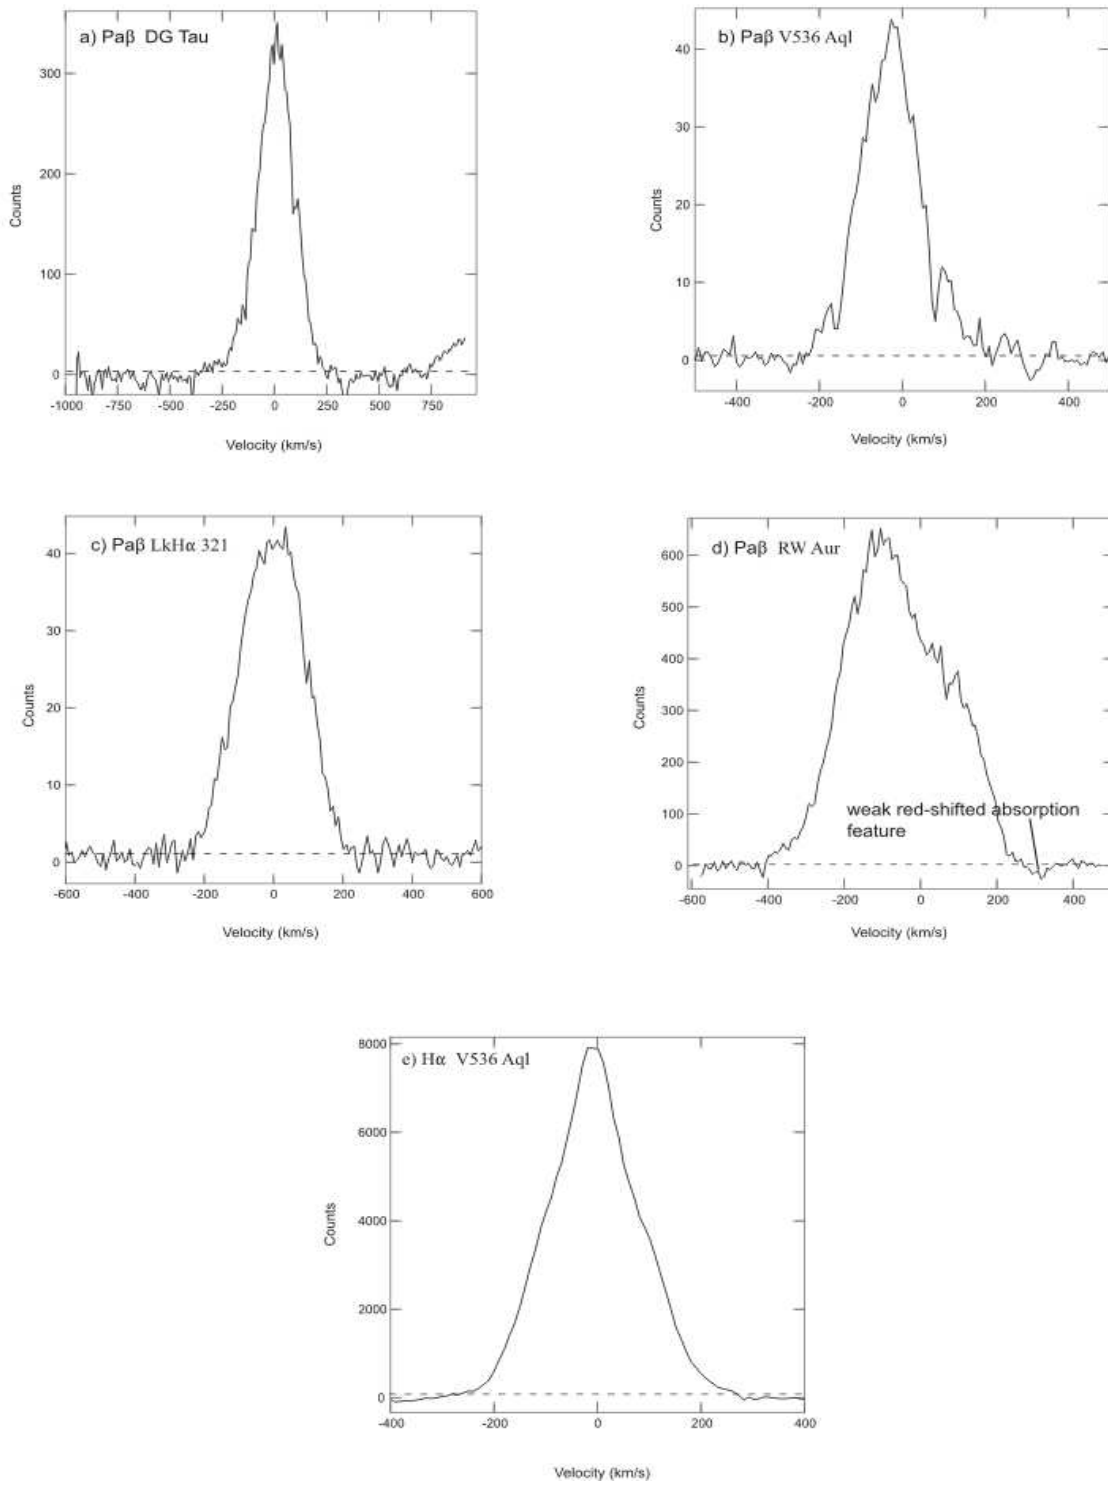 a) Paβ DG Tau
300
200
100
0
-1000 -750 -500 -250 0 250 500 750
Counts
Velocity (km/s)
b) Paβ V536 Aql
40
30
20
10
0
-400 -200 0 200 400
Counts
Velocity (km/s)
c) Paβ LkHα 321
40
30
20
10
0
-600 -400 -200 0 200 400 600
Counts
Velocity (km/s)
d) Paβ RW Aur
600
500
400
300
200
100
0
weak red-shifted absorption
feature
-600 -400 -200 0 200 400
Counts
Velocity (km/s)
e) Hα V536 Aql
8000
6000
4000
2000
0
-400 -200 0 200 400
Counts
Velocity (km/s)